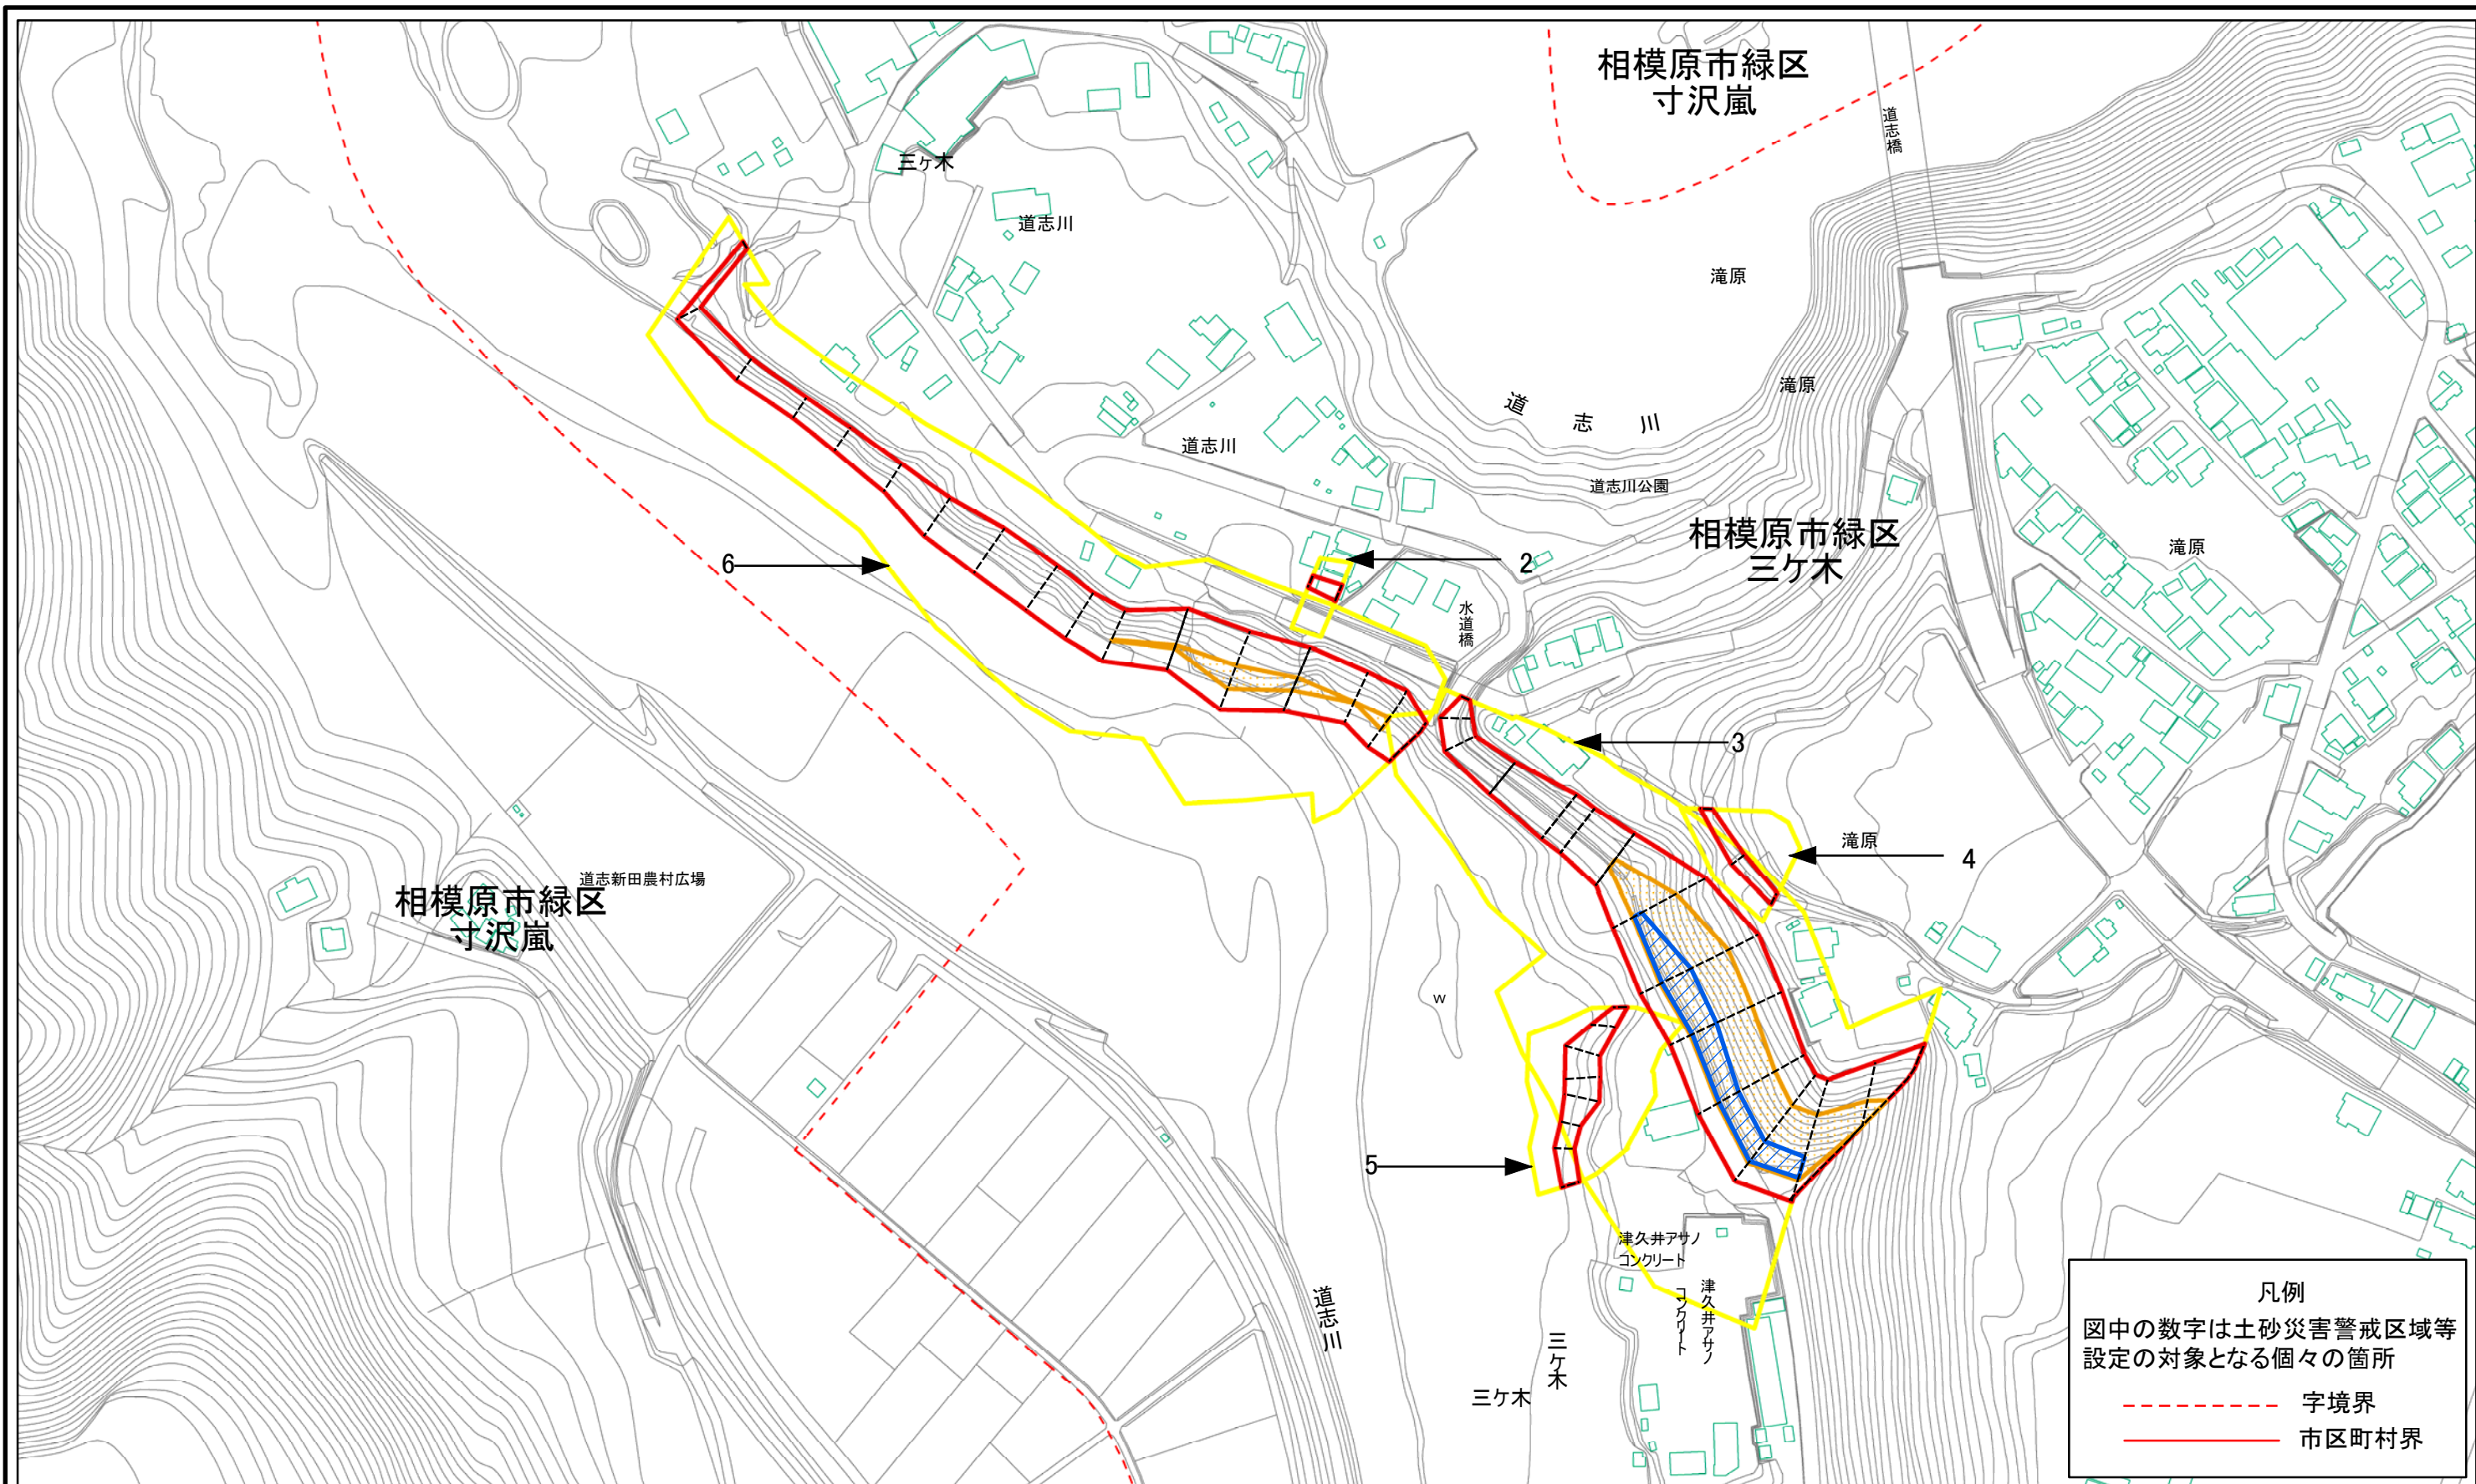 相模原市緑区
寸沢嵐
道志橋
三ヶ木
道志川
滝原
滝原
道志川
道志川
道志川公園
相模原市緑区
三ケ木
滝原
6
2
水道橋
3
滝原
4
道志新田農村広場
相模原市緑区
寸沢嵐
w
5
津久井アサノ
コンクリート
津久井アサノ
コンクリート
道志川
三ケ木
三ケ木
凡例
図中の数字は土砂災害警戒区域等
設定の対象となる個々の箇所
字境界
市区町村界